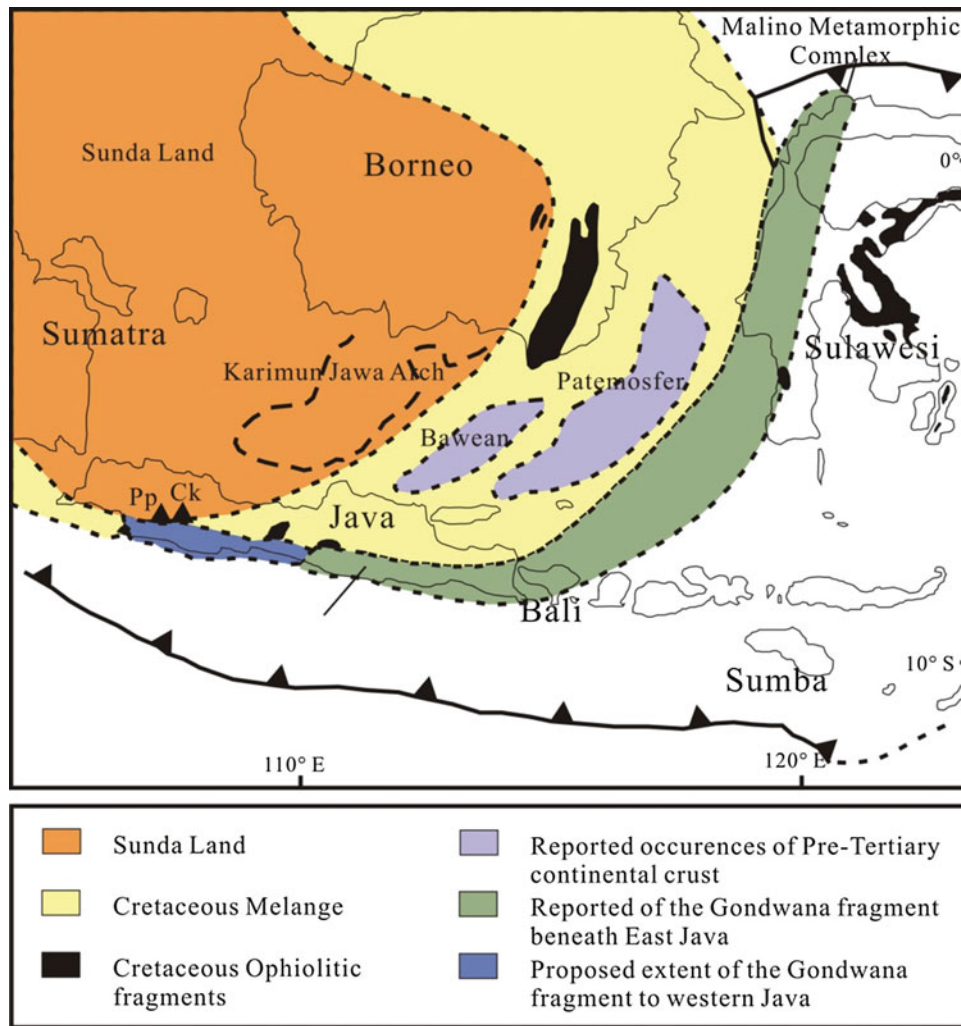 Malino Metamorphic
Complex
Sunda Land
Borneo
0°
Sumatra
Sulawesi
Karimun Jawa Arch
Patemosfer
Bawean
Pp
Ck
Java
Bali
10° S
Sumba
110° E
120° E
Sunda Land
Cretaceous Melange
Cretaceous Ophiolitic
fragments
Reported occurences of Pre-Tertiary
continental crust
Reported of the Gondwana fragment
beneath East Java
Proposed extent of the Gondwana
fragment to western Java